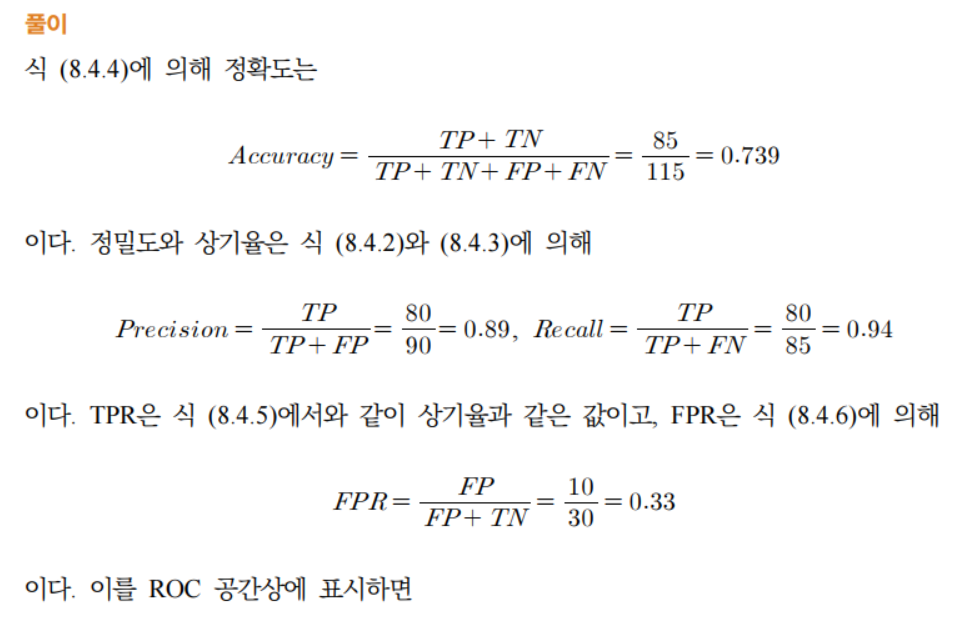 풀이
식 (8.4.4)에 의해 정확도는
Accuracy = \frac{TP + TN}{TP + TN + FP + FN} = \frac{85}{115} = 0.739
이다. 정밀도와 상기율은 식 (8.4.2)와 (8.4.3)에 의해
Precision = \frac{TP}{TP + FP} = \frac{80}{90} = 0.89, Recall = \frac{TP}{TP + FN} = \frac{80}{85} = 0.94
이다. TPR은 식 (8.4.5)에서와 같이 상기율과 같은 값이고, FPR은 식 (8.4.6)에 의해
FPR = \frac{FP}{FP + TN} = \frac{10}{30} = 0.33
이다. 이를 ROC 공간상에 표시하면